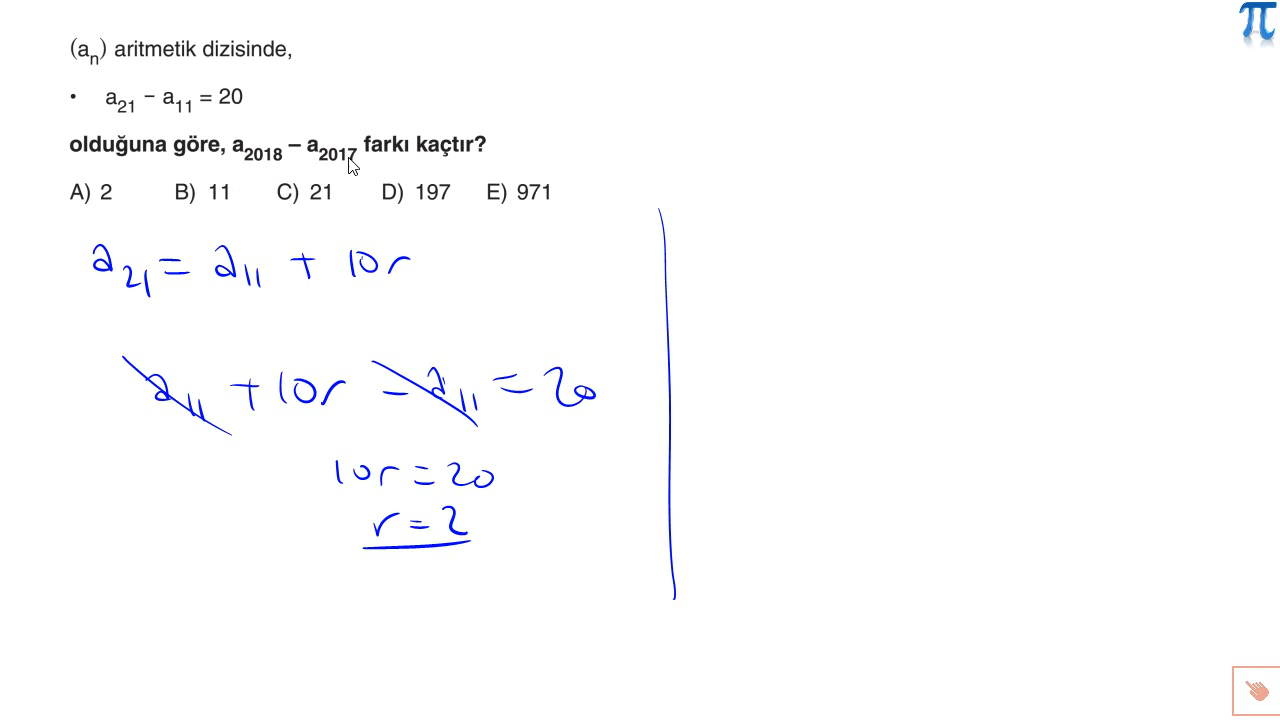 π
(aₙ) aritmetik dizisinde,
• a₂₁ − a₁₁ = 20
olduğuna göre, a₂₀₁₈ – a₂₀₁₇ farkı kaçtır?
A) 2 B) 11 C) 21 D) 197 E) 971
a₂₁ = a₁₁ + 10r
a₁₁ + 10r − a₁₁ = 20
10r = 20
r = 2